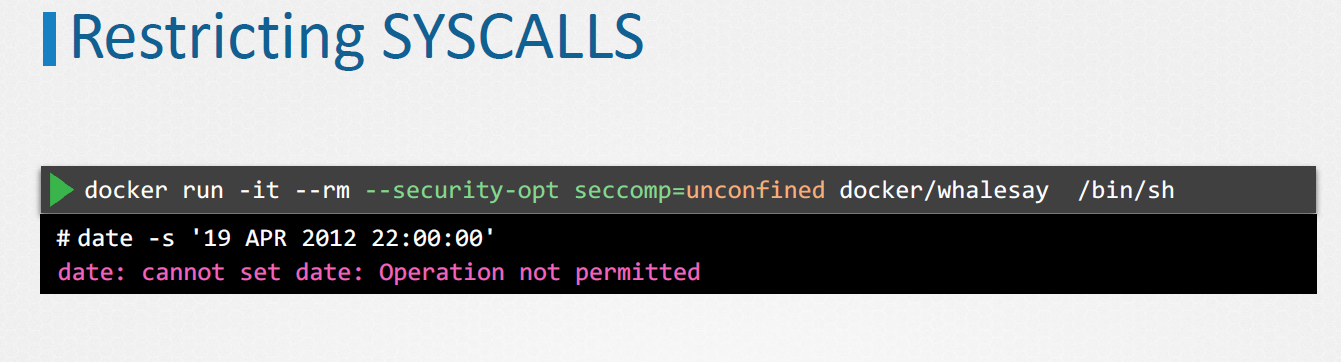 Restricting SYSCALLS
docker run -it --rm --security-opt seccomp=unconfined docker/whalesay /bin/sh
# date -s '19 APR 2012 22:00:00'
date: cannot set date: Operation not permitted